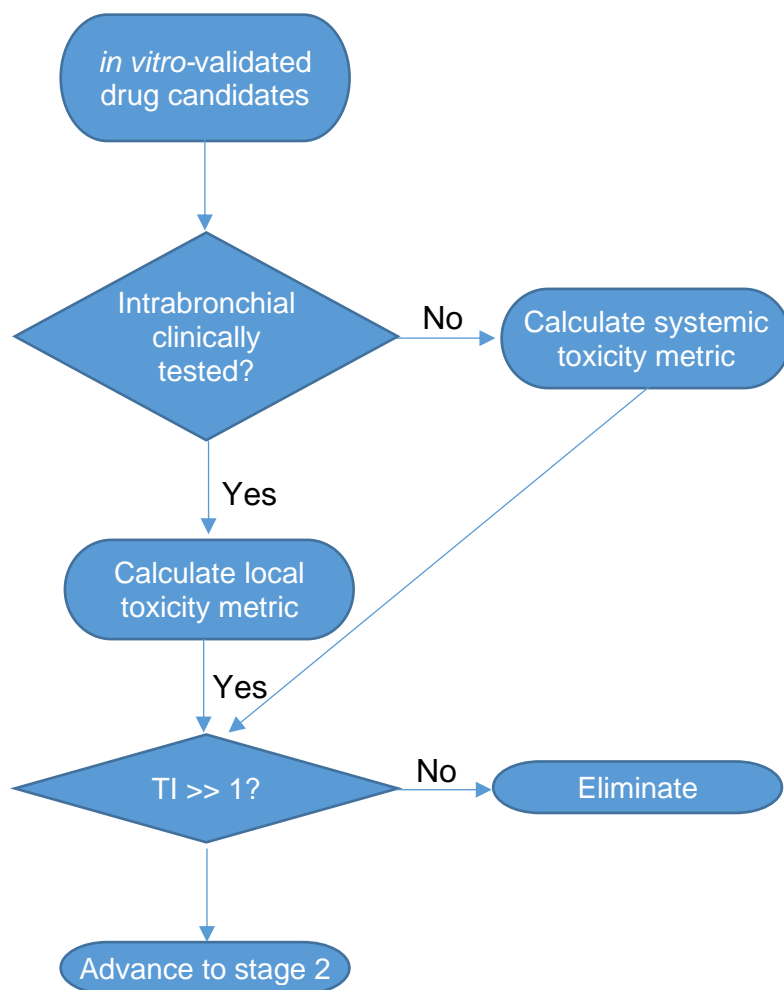 in vitro-validated
drug candidates
Intrabronchial
clinically
tested?
No
Calculate systemic
toxicity metric
Yes
Calculate local
toxicity metric
Yes
TI >> 1?
No
Eliminate
Advance to stage 2